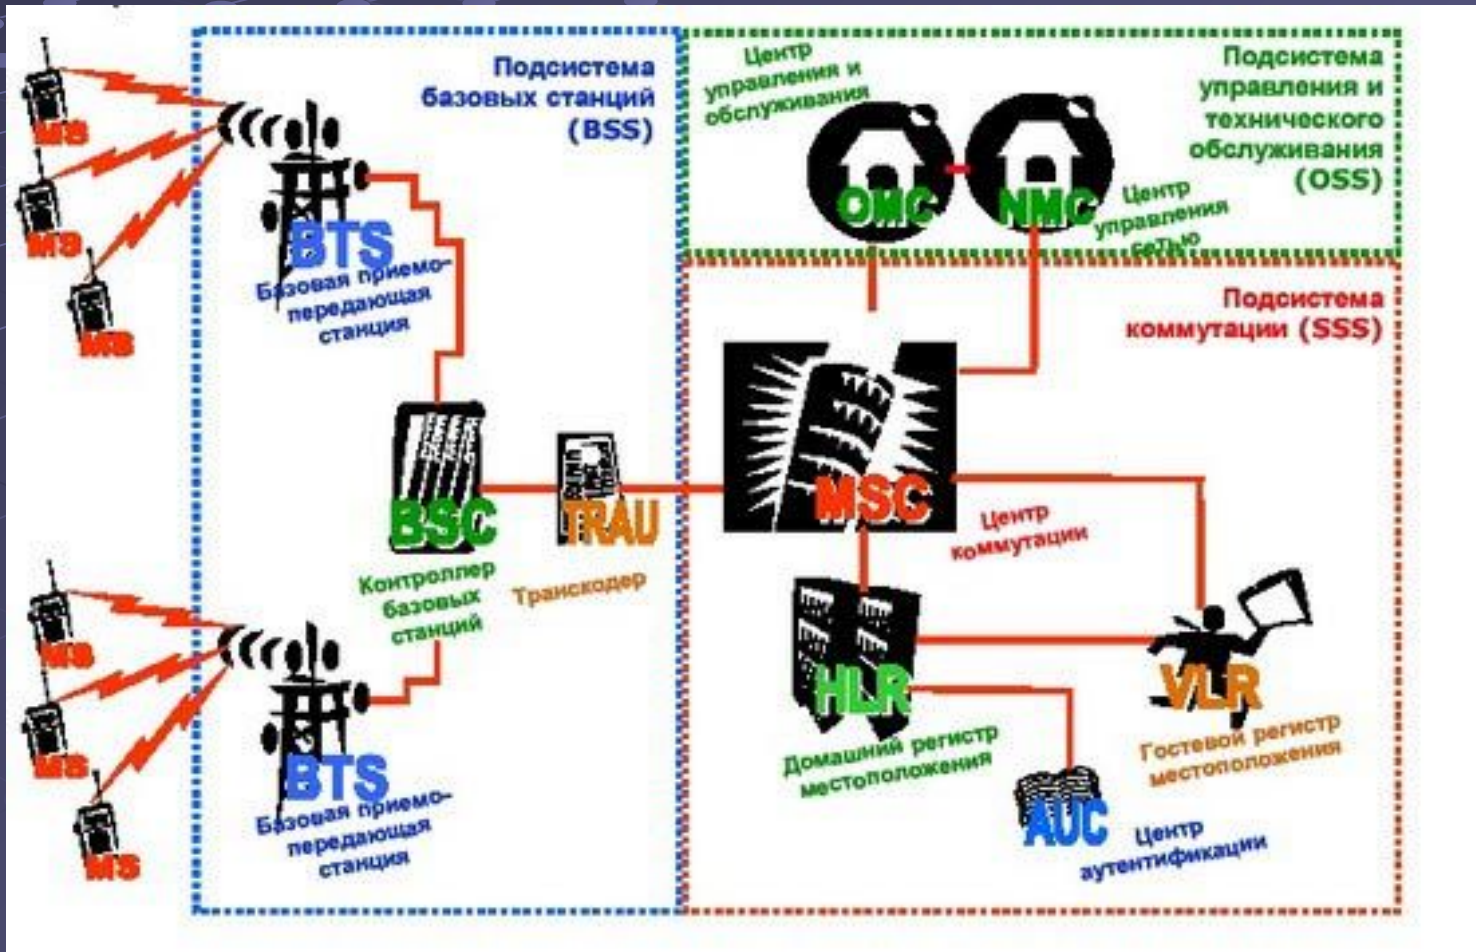 Подсистема
базовых станций
(BSS)
Центр
управления и
обслуживания
Подсистема
управления и
технического
обслуживания
(OSS)
OMC
NMC
Центр
управления
сетью
MS
MS
MS
BTS
Базовая приемо-
передающая
станция
Подсистема
коммутации (SSS)
BSC
Контроллер
базовых
станций
TRAU
Транскодер
MSC
Центр
коммутации
MS
MS
MS
BTS
Базовая приемо-
передающая
станция
HLR
Домашний регистр
местоположения
VLR
Гостевой регистр
местоположения
AUC
Центр
аутентификации